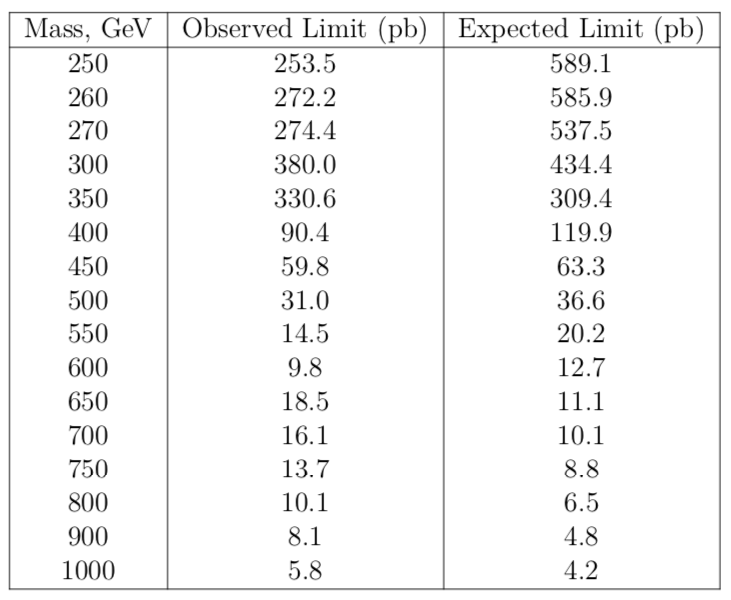 Mass, GeV Observed Limit (pb) Expected Limit (pb)
250 253.5 589.1
260 272.2 585.9
270 274.4 537.5
300 380.0 434.4
350 330.6 309.4
400 90.4 119.9
450 59.8 63.3
500 31.0 36.6
550 14.5 20.2
600 9.8 12.7
650 18.5 11.1
700 16.1 10.1
750 13.7 8.8
800 10.1 6.5
900 8.1 4.8
1000 5.8 4.2